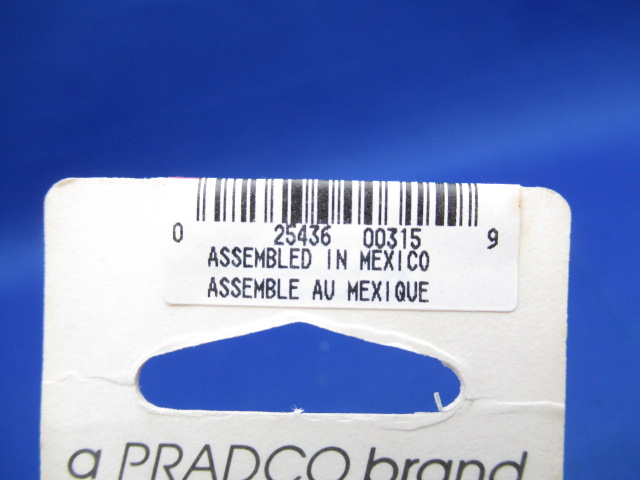 0 25436 00315 9
ASSEMBLED IN MEXICO
ASSEMBLE AU MEXIQUE
a PRADCO brand